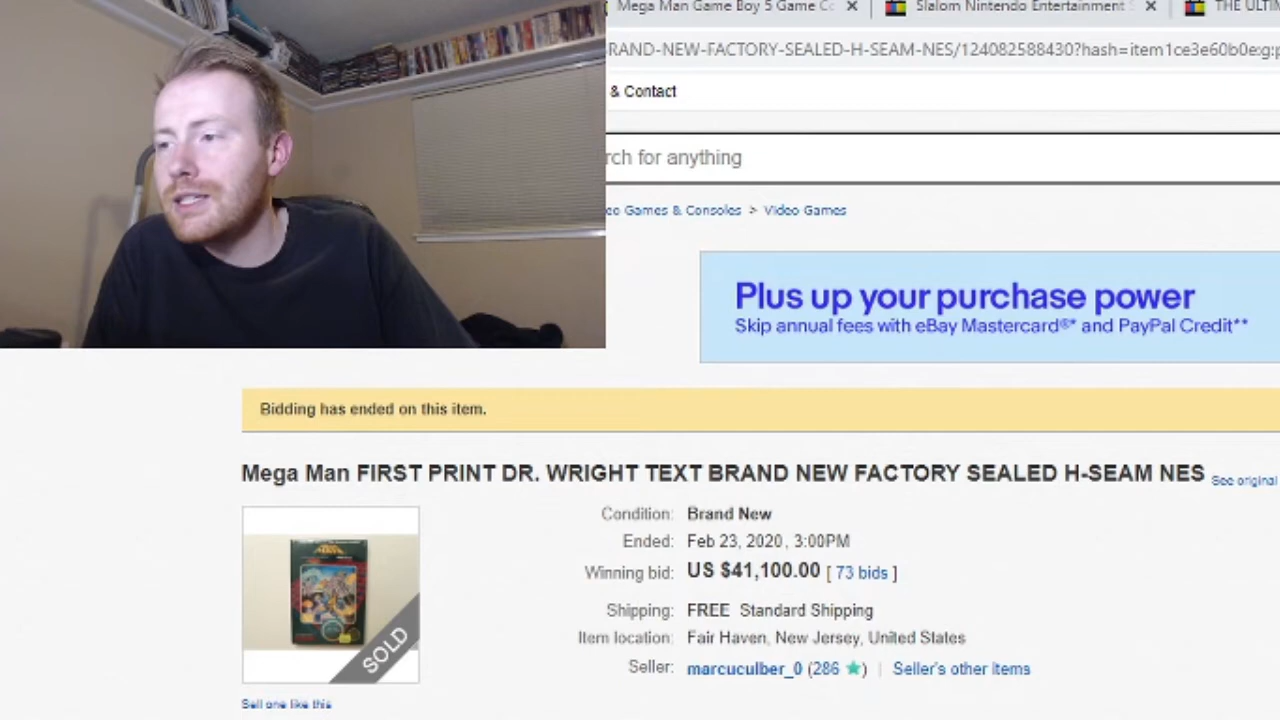 Mega Man Game Boy 5 Game Co
Slalom Nintendo Entertainment S
THE ULTIM
BRAND-NEW-FACTORY-SEALED-H-SEAM-NES/124082588430?hash=item1ce3e60b0e:g:p
& Contact
rch for anything
eo Games & Consoles > Video Games
Plus up your purchase power
Skip annual fees with eBay Mastercard®* and PayPal Credit**
Bidding has ended on this item.
Mega Man FIRST PRINT DR. WRIGHT TEXT BRAND NEW FACTORY SEALED H-SEAM NES See original
Condition: Brand New
Ended: Feb 23, 2020, 3:00PM
Winning bid: US $41,100.00 [ 73 bids ]
Shipping: FREE Standard Shipping
Item location: Fair Haven, New Jersey, United States
Seller: marcuculber_0 (286 ★) | Seller's other items
SOLD
Sell one like this